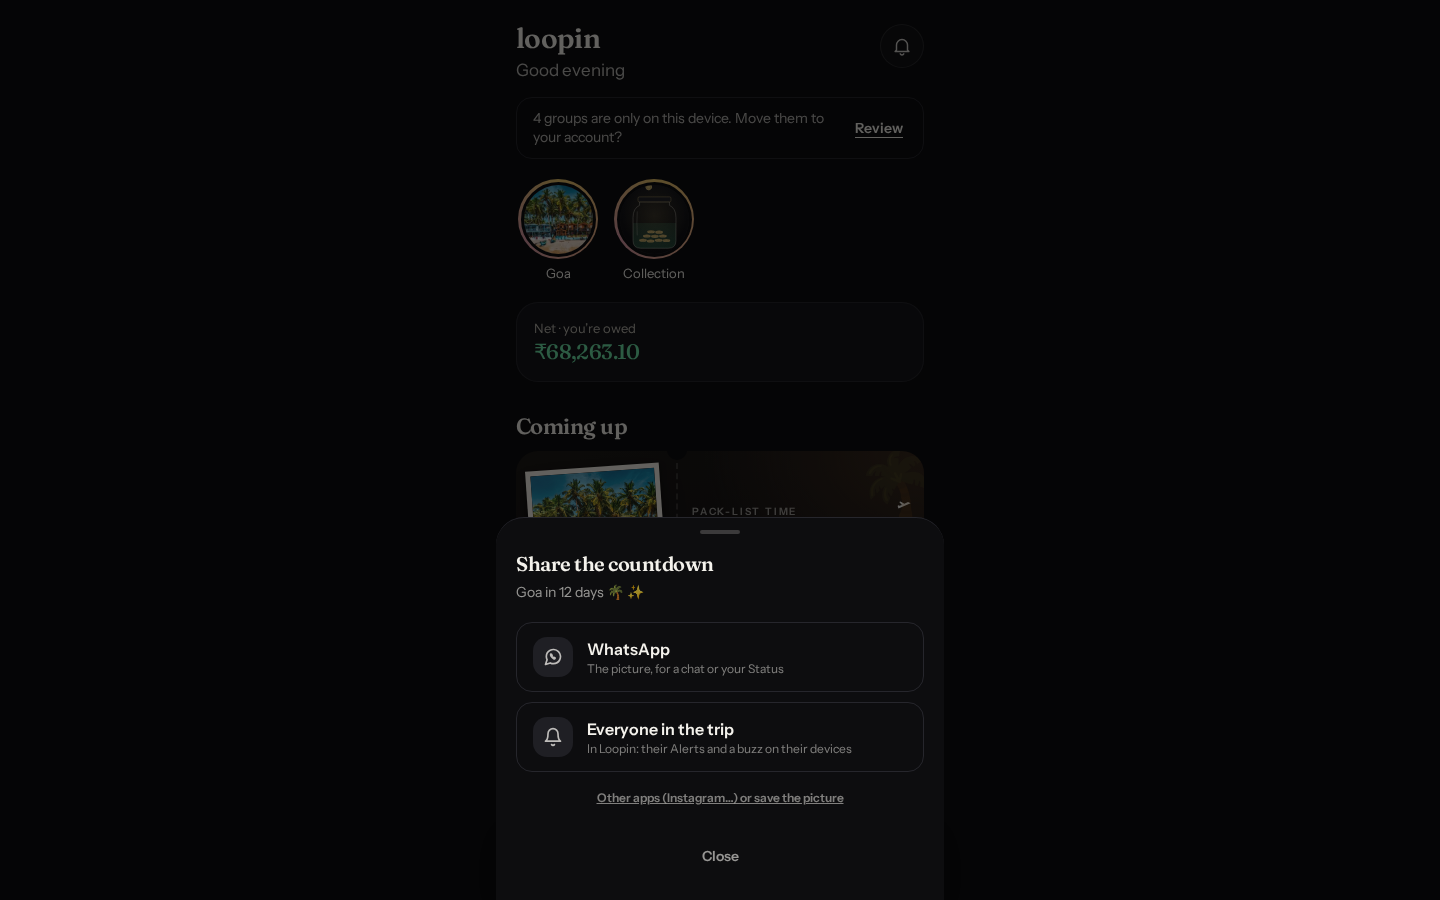 loopin
Good evening
4 groups are only on this device. Move them to
your account?
Review
Goa
Collection
Net · you're owed
₹68,263.10
Coming up
PACK-LIST TIME
Share the countdown
Goa in 12 days 🌴 ✨
WhatsApp
The picture, for a chat or your Status
Everyone in the trip
In Loopin: their Alerts and a buzz on their devices
Other apps (Instagram…) or save the picture
Close